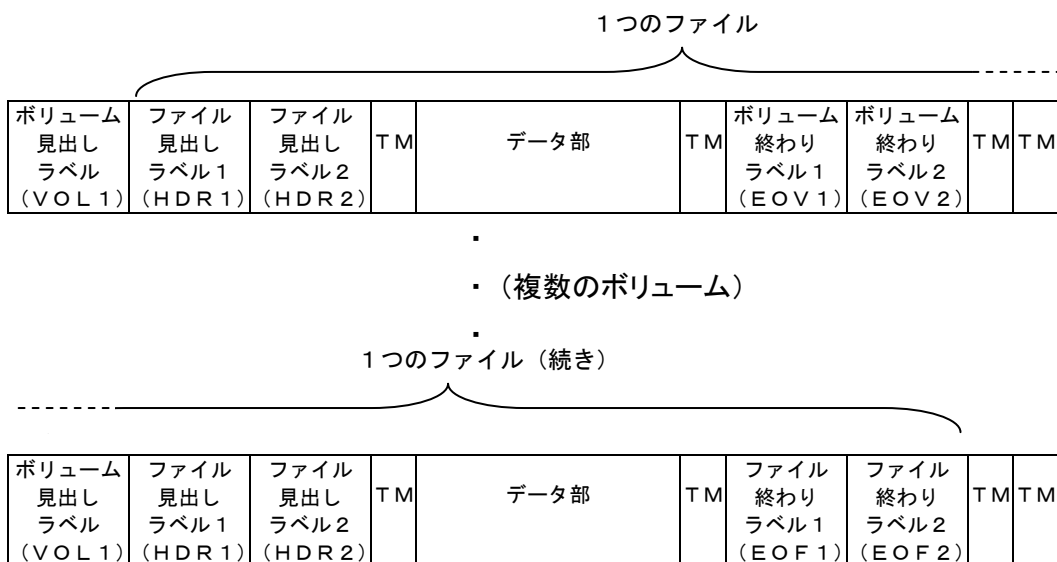 １つのファイル
ボリューム 見出し ラベル （ＶＯＬ１）
ファイル 見出し ラベル１ （ＨＤＲ１）
ファイル 見出し ラベル２ （ＨＤＲ２）
ＴＭ
データ部
ＴＭ
ボリューム 終わり ラベル１ （ＥＯＶ１）
ボリューム 終わり ラベル２ （ＥＯＶ２）
ＴＭ
ＴＭ
・
・（複数のボリューム）
・
１つのファイル（続き）
ボリューム 見出し ラベル （ＶＯＬ１）
ファイル 見出し ラベル１ （ＨＤＲ１）
ファイル 見出し ラベル２ （ＨＤＲ２）
ＴＭ
データ部
ＴＭ
ファイル 終わり ラベル１ （ＥＯＦ１）
ファイル 終わり ラベル２ （ＥＯＦ２）
ＴＭ
ＴＭ